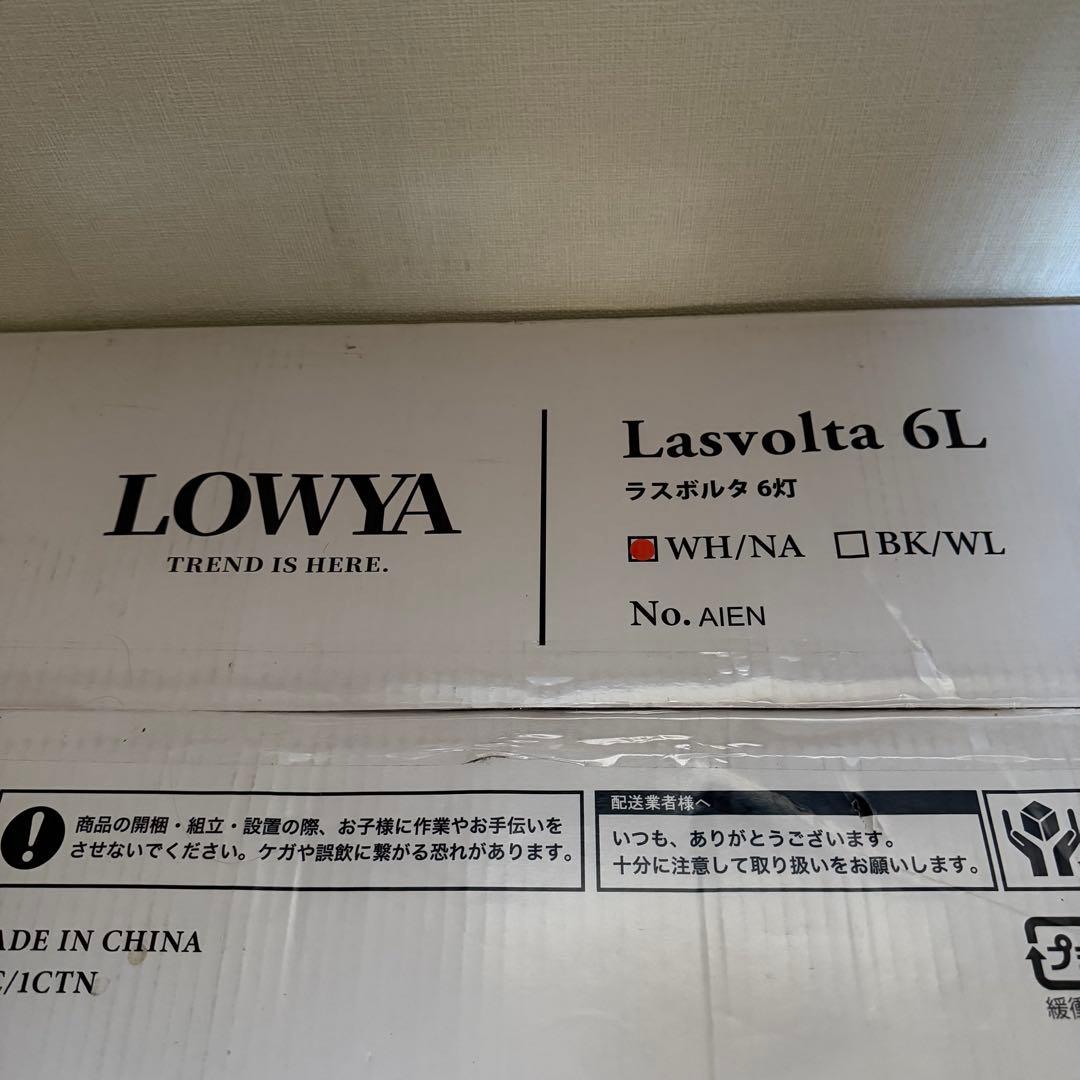 LOWYA
TREND IS HERE.
Lasvolta 6L
ラスボルタ 6灯
WH/NA BK/WL
No. AIEN
商品の開梱・組立・設置の際、お子様に作業やお手伝いを
させないでください。ケガや誤飲に繋がる恐れがあります。
配送業者様へ
いつも、ありがとうございます。
十分に注意して取り扱いをお願いします。
ADE IN CHINA
/1CTN
プ
緩衝